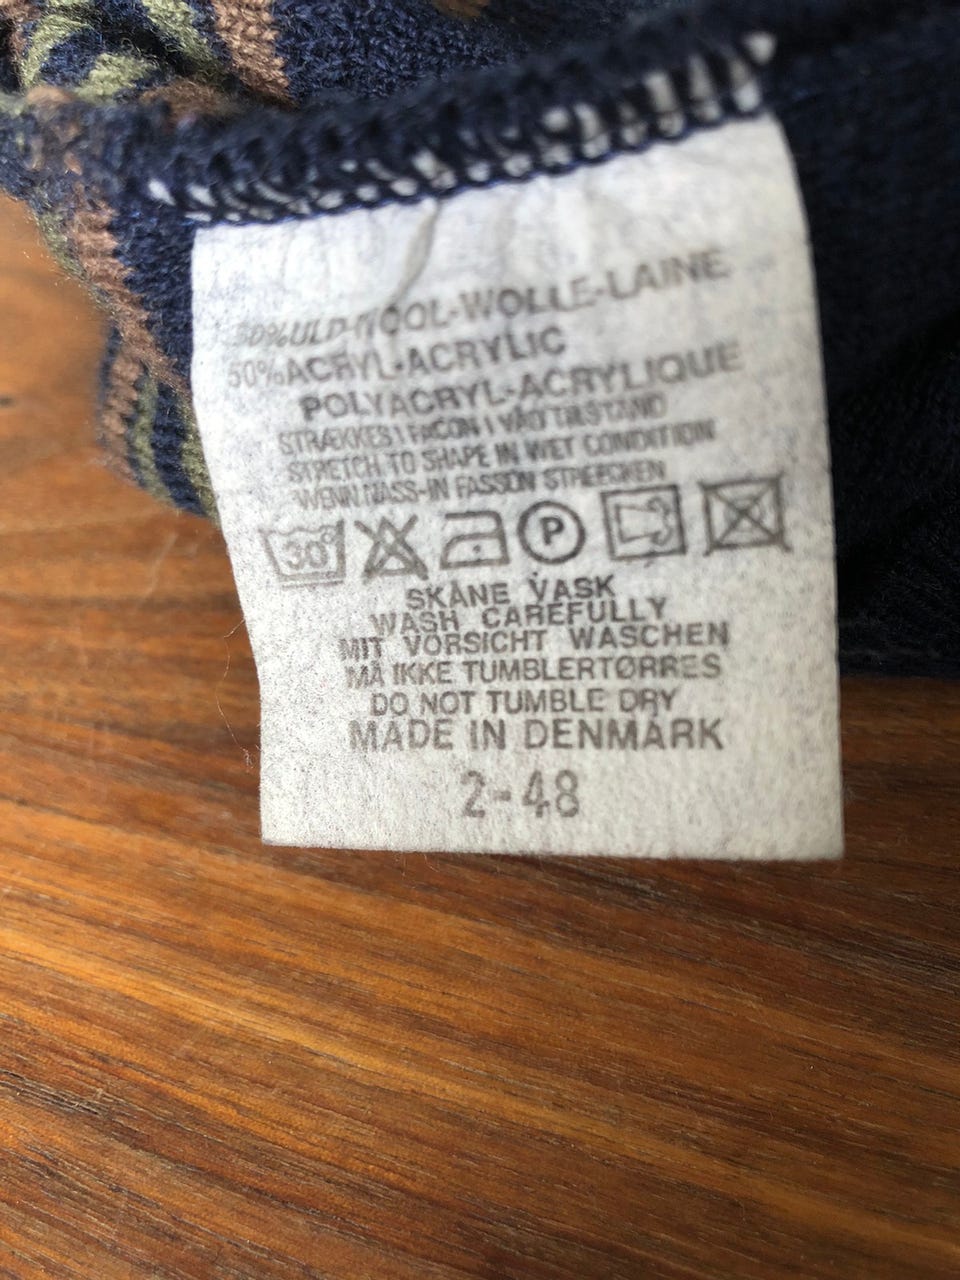 50%ULD-WOOL-WOLLE-LAINE
50%ACRYL-ACRYLIC
POLYACRYL-ACRYLIQUE
STRÆKKES I FACON I VÅD TILSTAND
STRETCH TO SHAPE IN WET CONDITION
WENN NASS-IN FASSON STRECKEN
30° P
SKÅNE VASK
WASH CAREFULLY
MIT VORSICHT WASCHEN
MÅ IKKE TUMBLERTØRRES
DO NOT TUMBLE DRY
MADE IN DENMARK
2-48